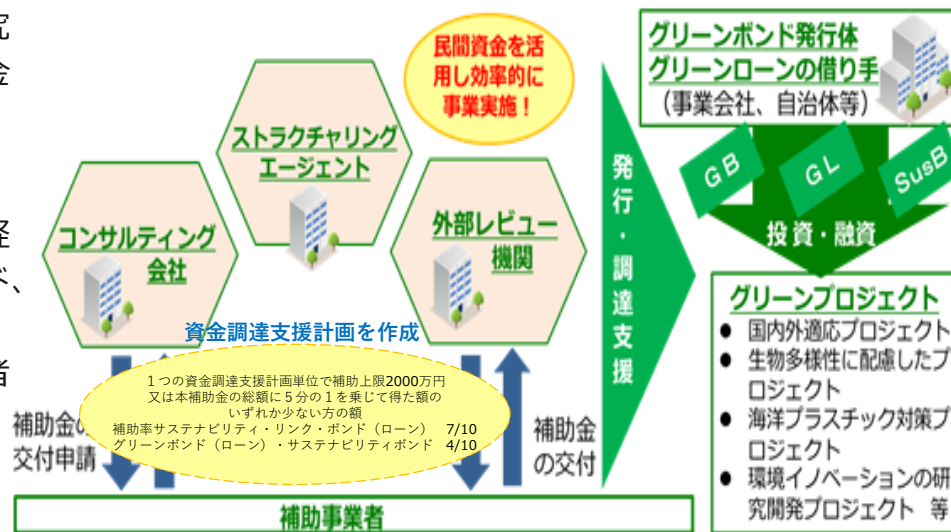 究
金
経
ド、
者
民間資金を活
用し効率的に
事業実施！
ストラクチャリング
エージェント
コンサルティング
会社
外部レビュー
機関
資金調達支援計画を作成
１つの資金調達支援計画単位で補助上限2000万円
又は本補助金の総額に５分の１を乗じて得た額の
いずれか少ない方の額
補助率サステナビリティ・リンク・ボンド（ローン） 7/10
グリーンボンド（ローン）・サステナビリティボンド 4/10
補助金の
交付申請
補助金
の交付
補助事業者
発行・調達支援
グリーンボンド発行体
グリーンローンの借り手
（事業会社、自治体等）
GB
GL
SusB
投資・融資
グリーンプロジェクト
● 国内外適応プロジェクト
● 生物多様性に配慮したプ
ロジェクト
● 海洋プラスチック対策プ
ロジェクト
● 環境イノベーションの研
究開発プロジェクト 等